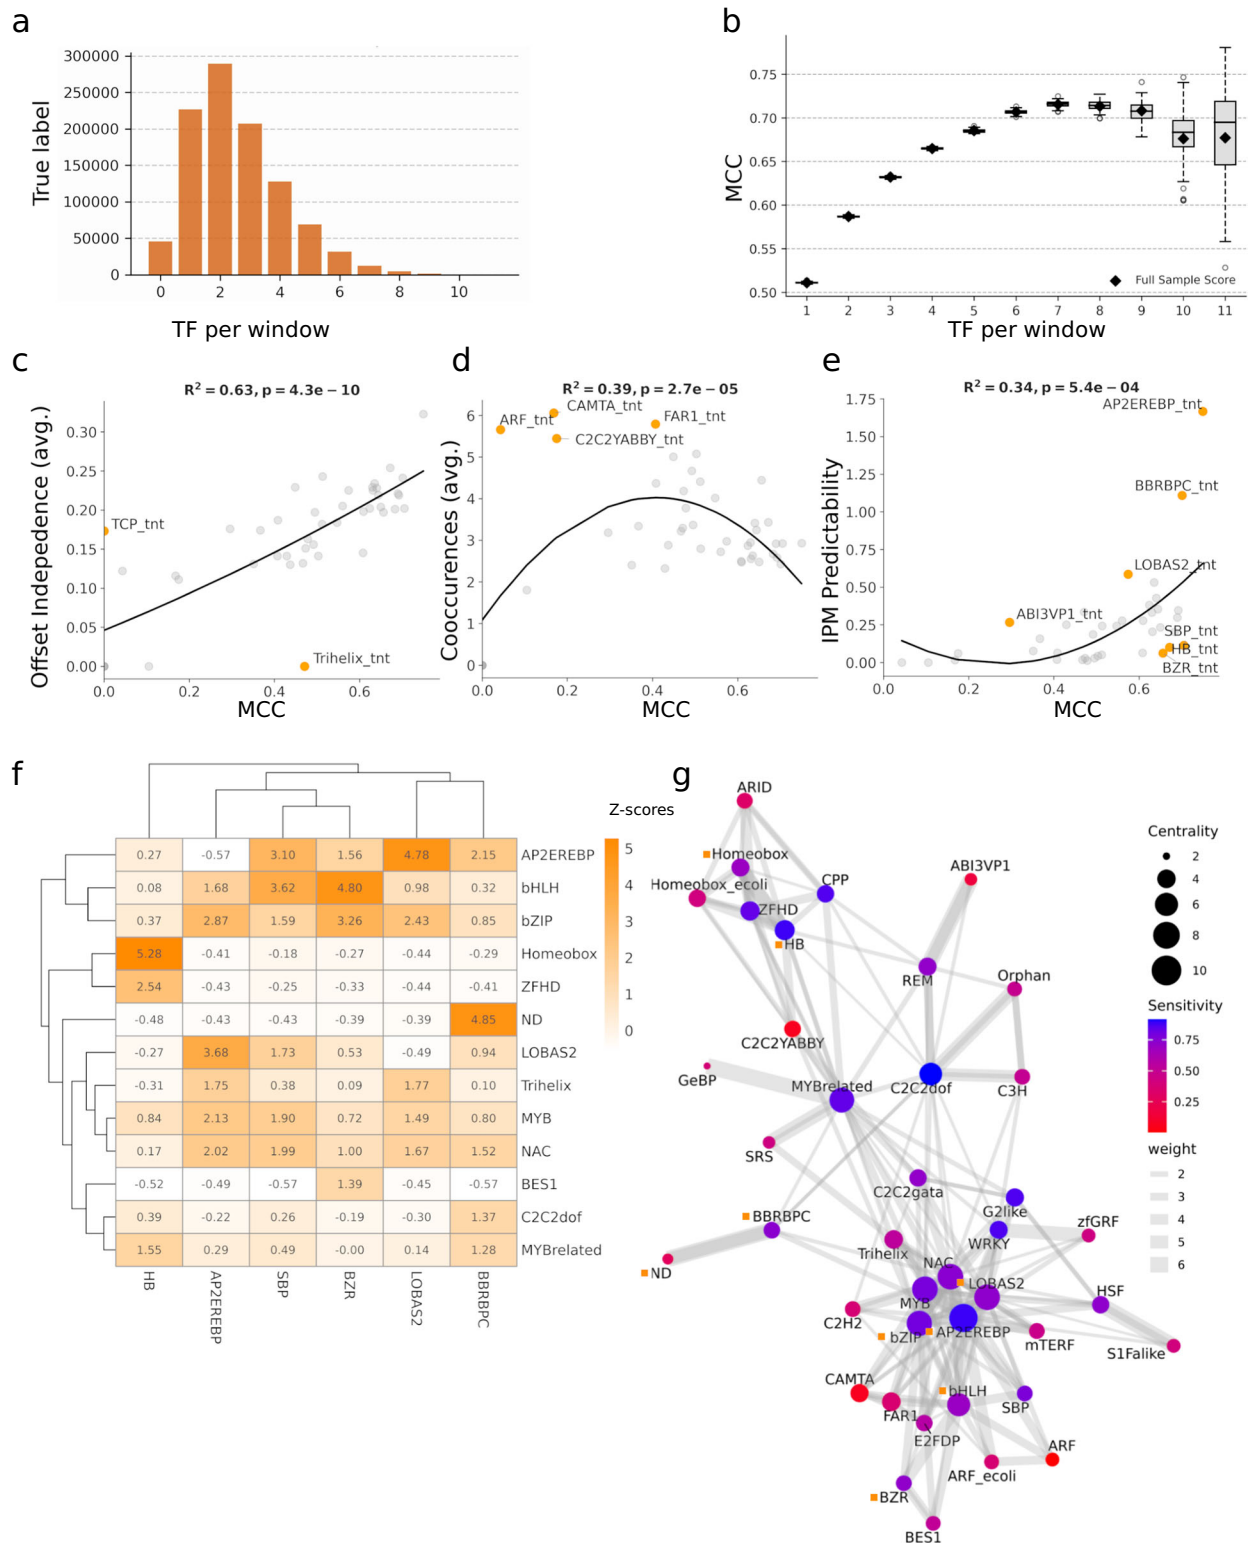 a
300000
250000
200000
150000
100000
50000
0
True label
0 2 4 6 8 10
TF per window
b
0.75
0.70
0.65
0.60
0.55
0.50
MCC
Full Sample Score
1 2 3 4 5 6 7 8 9 10 11
TF per window
c
R² = 0.63, p = 4.3e − 10
0.30
0.25
0.20
0.15
0.10
0.05
0.00
Offset Indepedence (avg.)
TCP_tnt
Trihelix_tnt
0.0 0.2 0.4 0.6
MCC
d
R² = 0.39, p = 2.7e − 05
6
5
4
3
2
1
0
Cooccurences (avg.)
ARF_tnt
CAMTA_tnt
FAR1_tnt
C2C2YABBY_tnt
0.0 0.2 0.4 0.6
MCC
e
R² = 0.34, p = 5.4e − 04
1.75
1.50
1.25
1.00
0.75
0.50
0.25
0.00
IPM Predictability
AP2EREBP_tnt
BBRBPC_tnt
LOBAS2_tnt
ABI3VP1_tnt
SBP_tnt
HB_tnt
BZR_tnt
0.0 0.2 0.4 0.6
MCC
f
Z-scores
5
4
3
2
1
0
0.27 -0.57 3.10 1.56 4.78 2.15 AP2EREBP
0.08 1.68 3.62 4.80 0.98 0.32 bHLH
0.37 2.87 1.59 3.26 2.43 0.85 bZIP
5.28 -0.41 -0.18 -0.27 -0.44 -0.29 Homeobox
2.54 -0.43 -0.25 -0.33 -0.44 -0.41 ZFHD
-0.48 -0.43 -0.43 -0.39 -0.39 4.85 ND
-0.27 3.68 1.73 0.53 -0.49 0.94 LOBAS2
-0.31 1.75 0.38 0.09 1.77 0.10 Trihelix
0.84 2.13 1.90 0.72 1.49 0.80 MYB
0.17 2.02 1.99 1.00 1.67 1.52 NAC
-0.52 -0.49 -0.57 1.39 -0.45 -0.57 BES1
0.39 -0.22 0.26 -0.19 -0.30 1.37 C2C2dof
1.55 0.29 0.49 -0.00 0.14 1.28 MYBrelated
HB AP2EREBP SBP BZR LOBAS2 BBRBPC
g
ARID
Homeobox
Homeobox_ecoli
CPP
ZFHD
HB
ABI3VP1
REM
Orphan
C2C2YABBY
GeBP
MYBrelated
C2C2dof
C3H
SRS
C2C2gata
G2like
BBRBPC
zfGRF
WRKY
Trihelix
NAC
ND
LOBAS2
HSF
MYB
C2H2
bZIP
AP2EREBP
mTERF
S1Falike
CAMTA
bHLH
SBP
FAR1
E2FDP
ARF
ARF_ecoli
BZR
BES1
Centrality
2
4
6
8
10
Sensitivity
0.75
0.50
0.25
weight
2
3
4
5
6